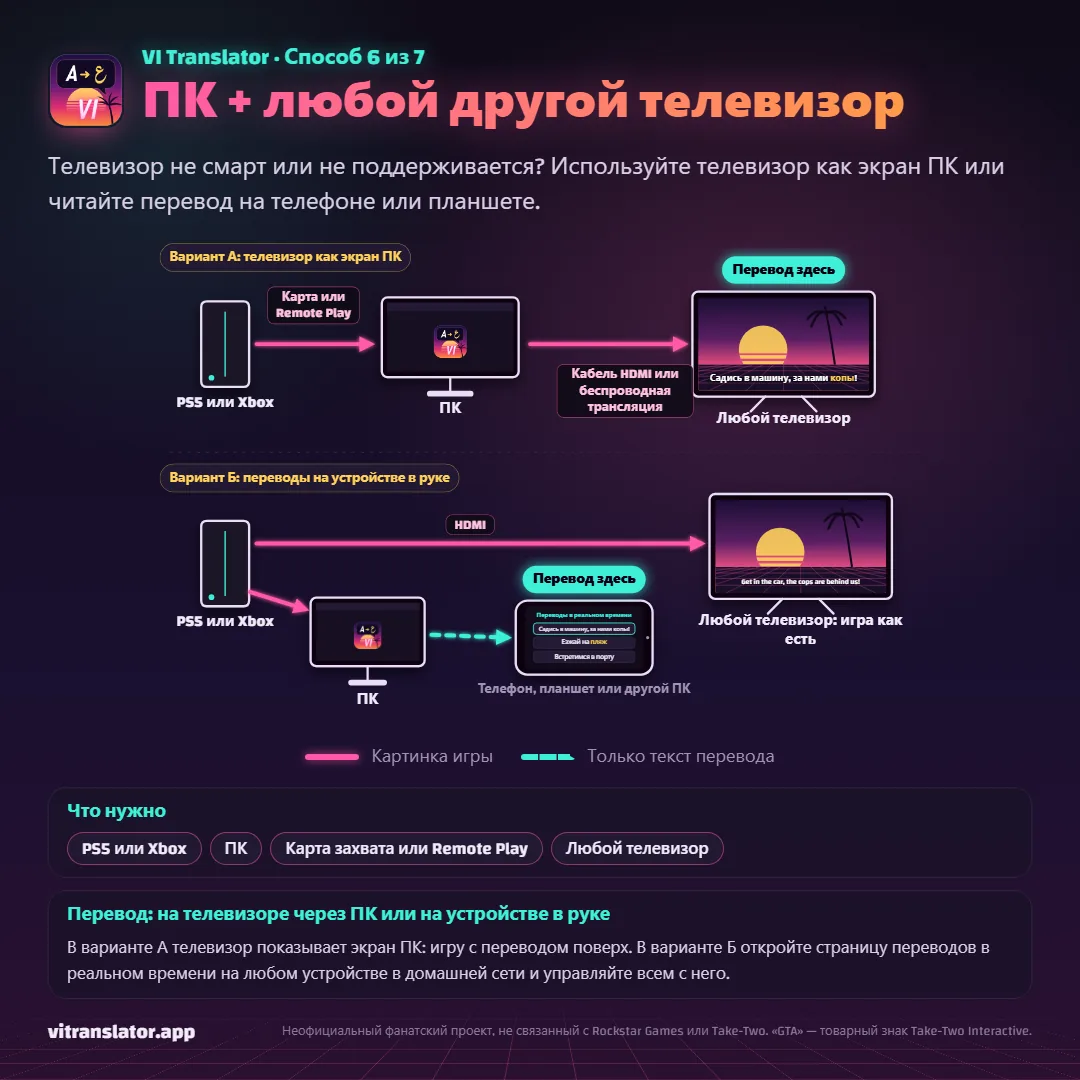 VI Translator · Способ 6 из 7
A → ع
VI
ПК + любой другой телевизор
Телевизор не смарт или не поддерживается? Используйте телевизор как экран ПК или
читайте перевод на телефоне или планшете.
Вариант А: телевизор как экран ПК
Перевод здесь
Карта или
Remote Play
A → ع
VI
Кабель HDMI или
беспроводная
трансляция
Садись в машину, за нами копы!
PS5 или Xbox
ПК
Любой телевизор
Вариант Б: переводы на устройстве в руке
HDMI
Get in the car, the cops are behind us!
Перевод здесь
PS5 или Xbox
A → ع
VI
Переводы в реальном времени
Садись в машину, за нами копы!
Езжай на пляж
Встретимся в порту
Любой телевизор: игра как
есть
ПК
Телефон, планшет или другой ПК
Картинка игры
Только текст перевода
Что нужно
PS5 или Xbox
ПК
Карта захвата или Remote Play
Любой телевизор
Перевод: на телевизоре через ПК или на устройстве в руке
В варианте А телевизор показывает экран ПК: игру с переводом поверх. В варианте Б откройте страницу переводов в
реальном времени на любом устройстве в домашней сети и управляйте всем с него.
vitranslator.app
Неофициальный фанатский проект, не связанный с Rockstar Games или Take-Two. «GTA» — товарный знак Take-Two Interactive.